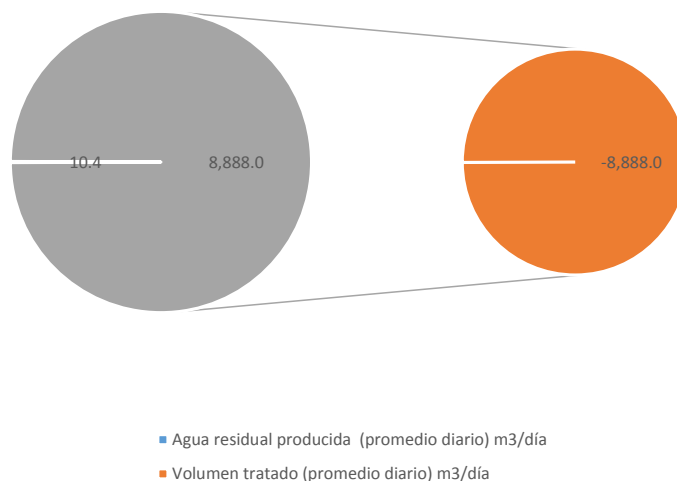 10.4
8,888.0
-8,888.0
Agua residual producida (promedio diario) m3/día
Volumen tratado (promedio diario) m3/día